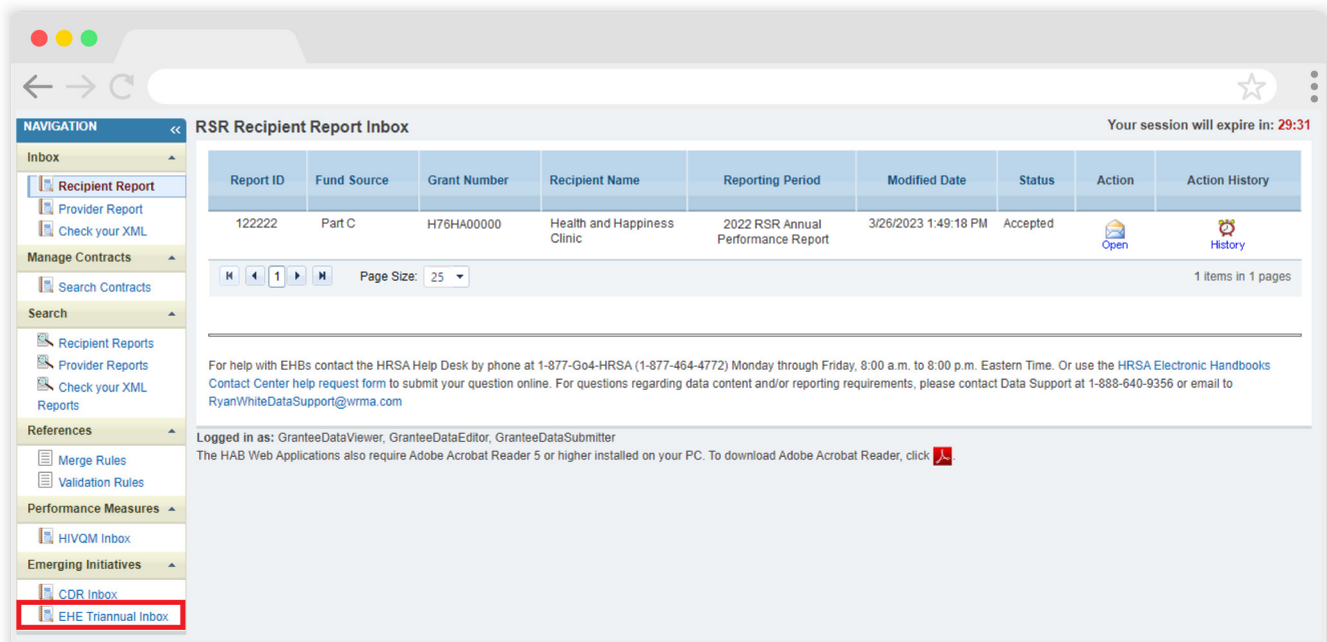 NAVIGATION «
Inbox
Recipient Report
Provider Report
Check your XML
Manage Contracts
Search Contracts
Search
Recipient Reports
Provider Reports
Check your XML
Reports
References
Merge Rules
Validation Rules
Performance Measures
HIVQM Inbox
Emerging Initiatives
CDR Inbox
EHE Triannual Inbox
RSR Recipient Report Inbox
Your session will expire in: 29:31
Report ID Fund Source Grant Number Recipient Name Reporting Period Modified Date Status Action Action History
122222 Part C H76HA00000 Health and Happiness 2022 RSR Annual 3/26/2023 1:49:18 PM Accepted
Clinic Performance Report
Open History
1 Page Size: 25 1 items in 1 pages
For help with EHBs contact the HRSA Help Desk by phone at 1-877-Go4-HRSA (1-877-464-4772) Monday through Friday, 8:00 a.m. to 8:00 p.m. Eastern Time. Or use the HRSA Electronic Handbooks
Contact Center help request form to submit your question online. For questions regarding data content and/or reporting requirements, please contact Data Support at 1-888-640-9356 or email to
RyanWhiteDataSupport@wrma.com
Logged in as: GranteeDataViewer, GranteeDataEditor, GranteeDataSubmitter
The HAB Web Applications also require Adobe Acrobat Reader 5 or higher installed on your PC. To download Adobe Acrobat Reader, click .